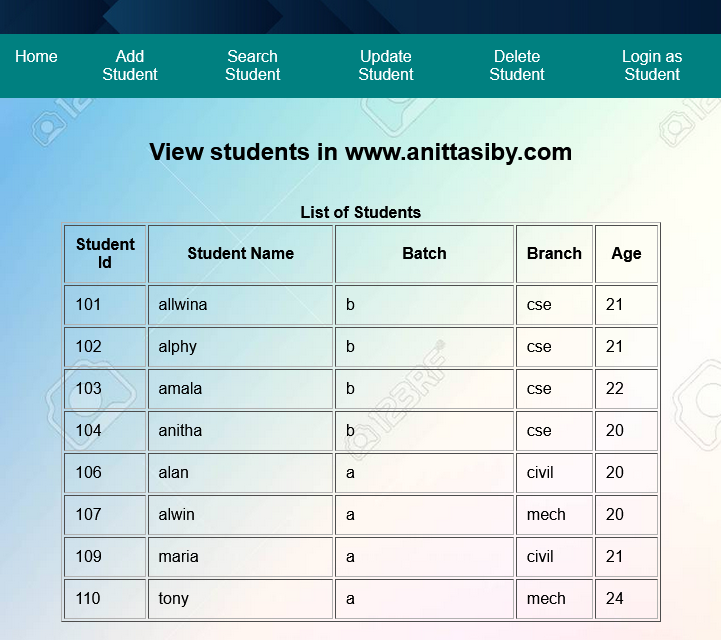 Home Add Student Search Student Update Student Delete Student Login as Student
View students in www.anittasiby.com
List of Students
Student Id Student Name Batch Branch Age
101 allwina b cse 21
102 alphy b cse 21
103 amala b cse 22
104 anitha b cse 20
106 alan a civil 20
107 alwin a mech 20
109 maria a civil 21
110 tony a mech 24
123RF